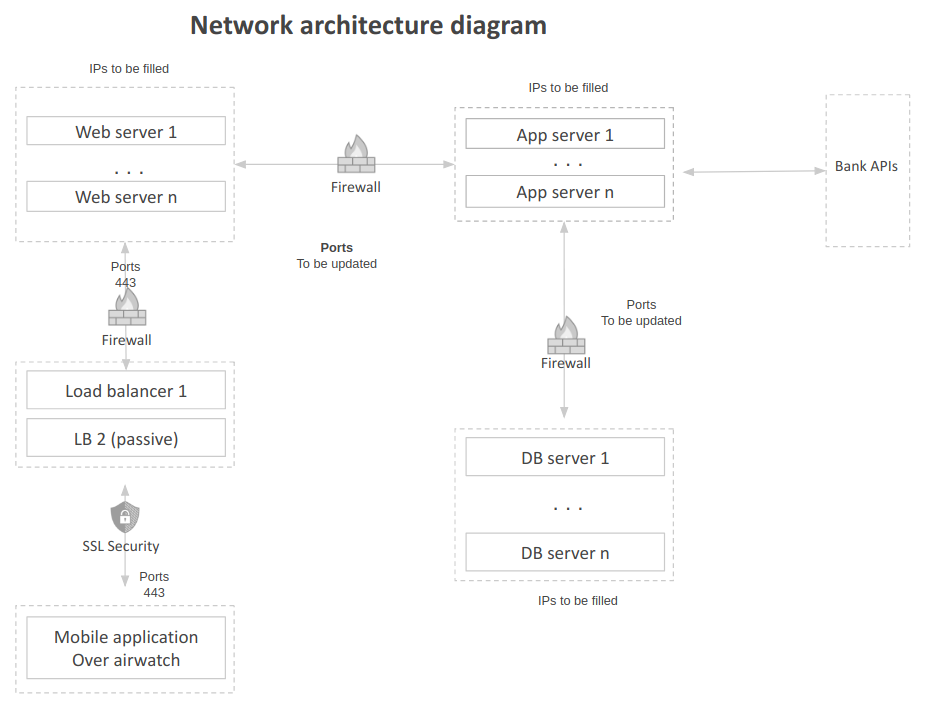 Network architecture diagram
IPs to be filled
Web server 1
. . .
Web server n
Firewall
IPs to be filled
App server 1
. . .
App server n
Bank APIs
Ports
To be updated
Ports
443
Firewall
Ports
To be updated
Firewall
Load balancer 1
LB 2 (passive)
DB server 1
. . .
DB server n
IPs to be filled
SSL Security
Ports
443
Mobile application
Over airwatch